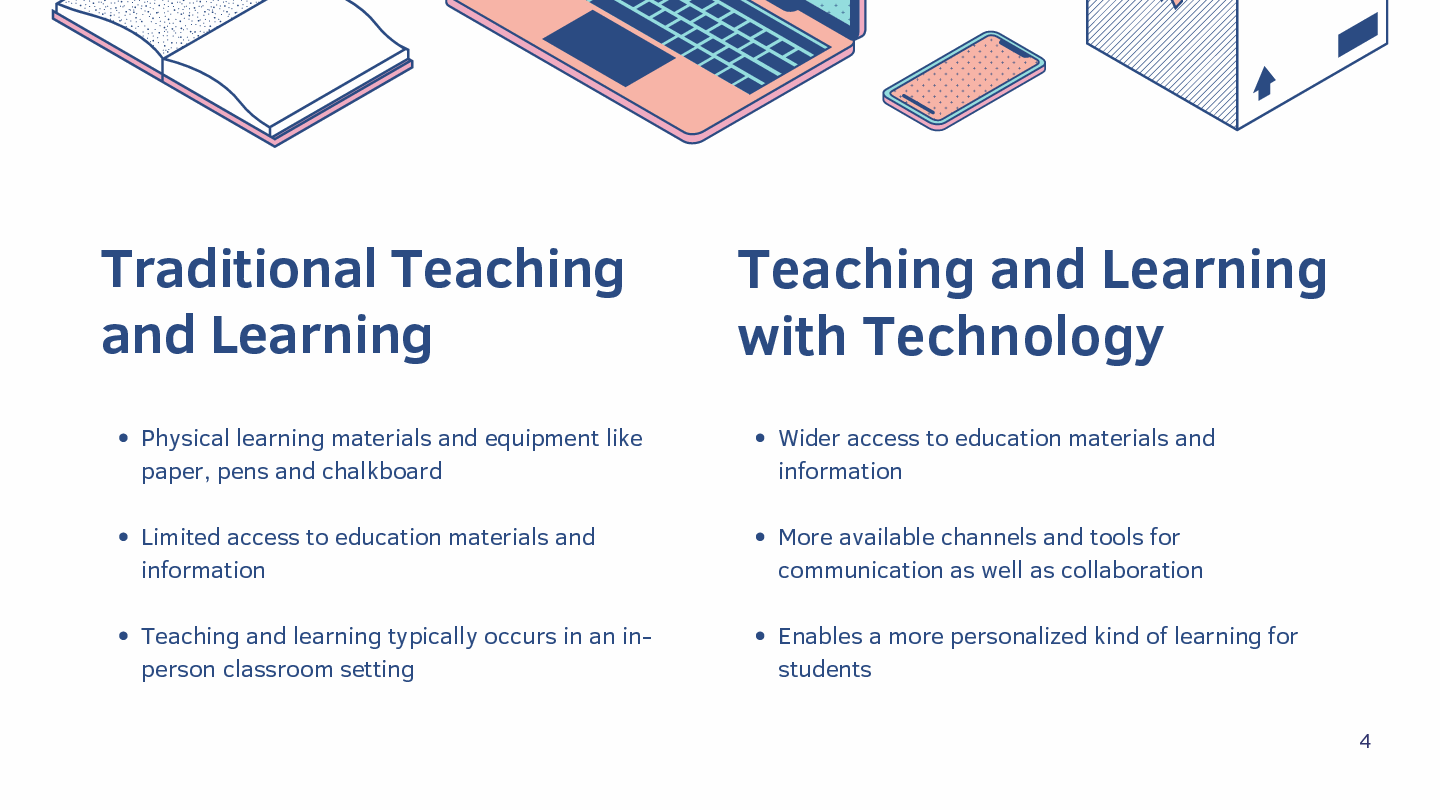 Traditional Teaching
and Learning
• Physical learning materials and equipment like
paper, pens and chalkboard
• Limited access to education materials and
information
• Teaching and learning typically occurs in an in-
person classroom setting
Teaching and Learning
with Technology
• Wider access to education materials and
information
• More available channels and tools for
communication as well as collaboration
• Enables a more personalized kind of learning for
students
4